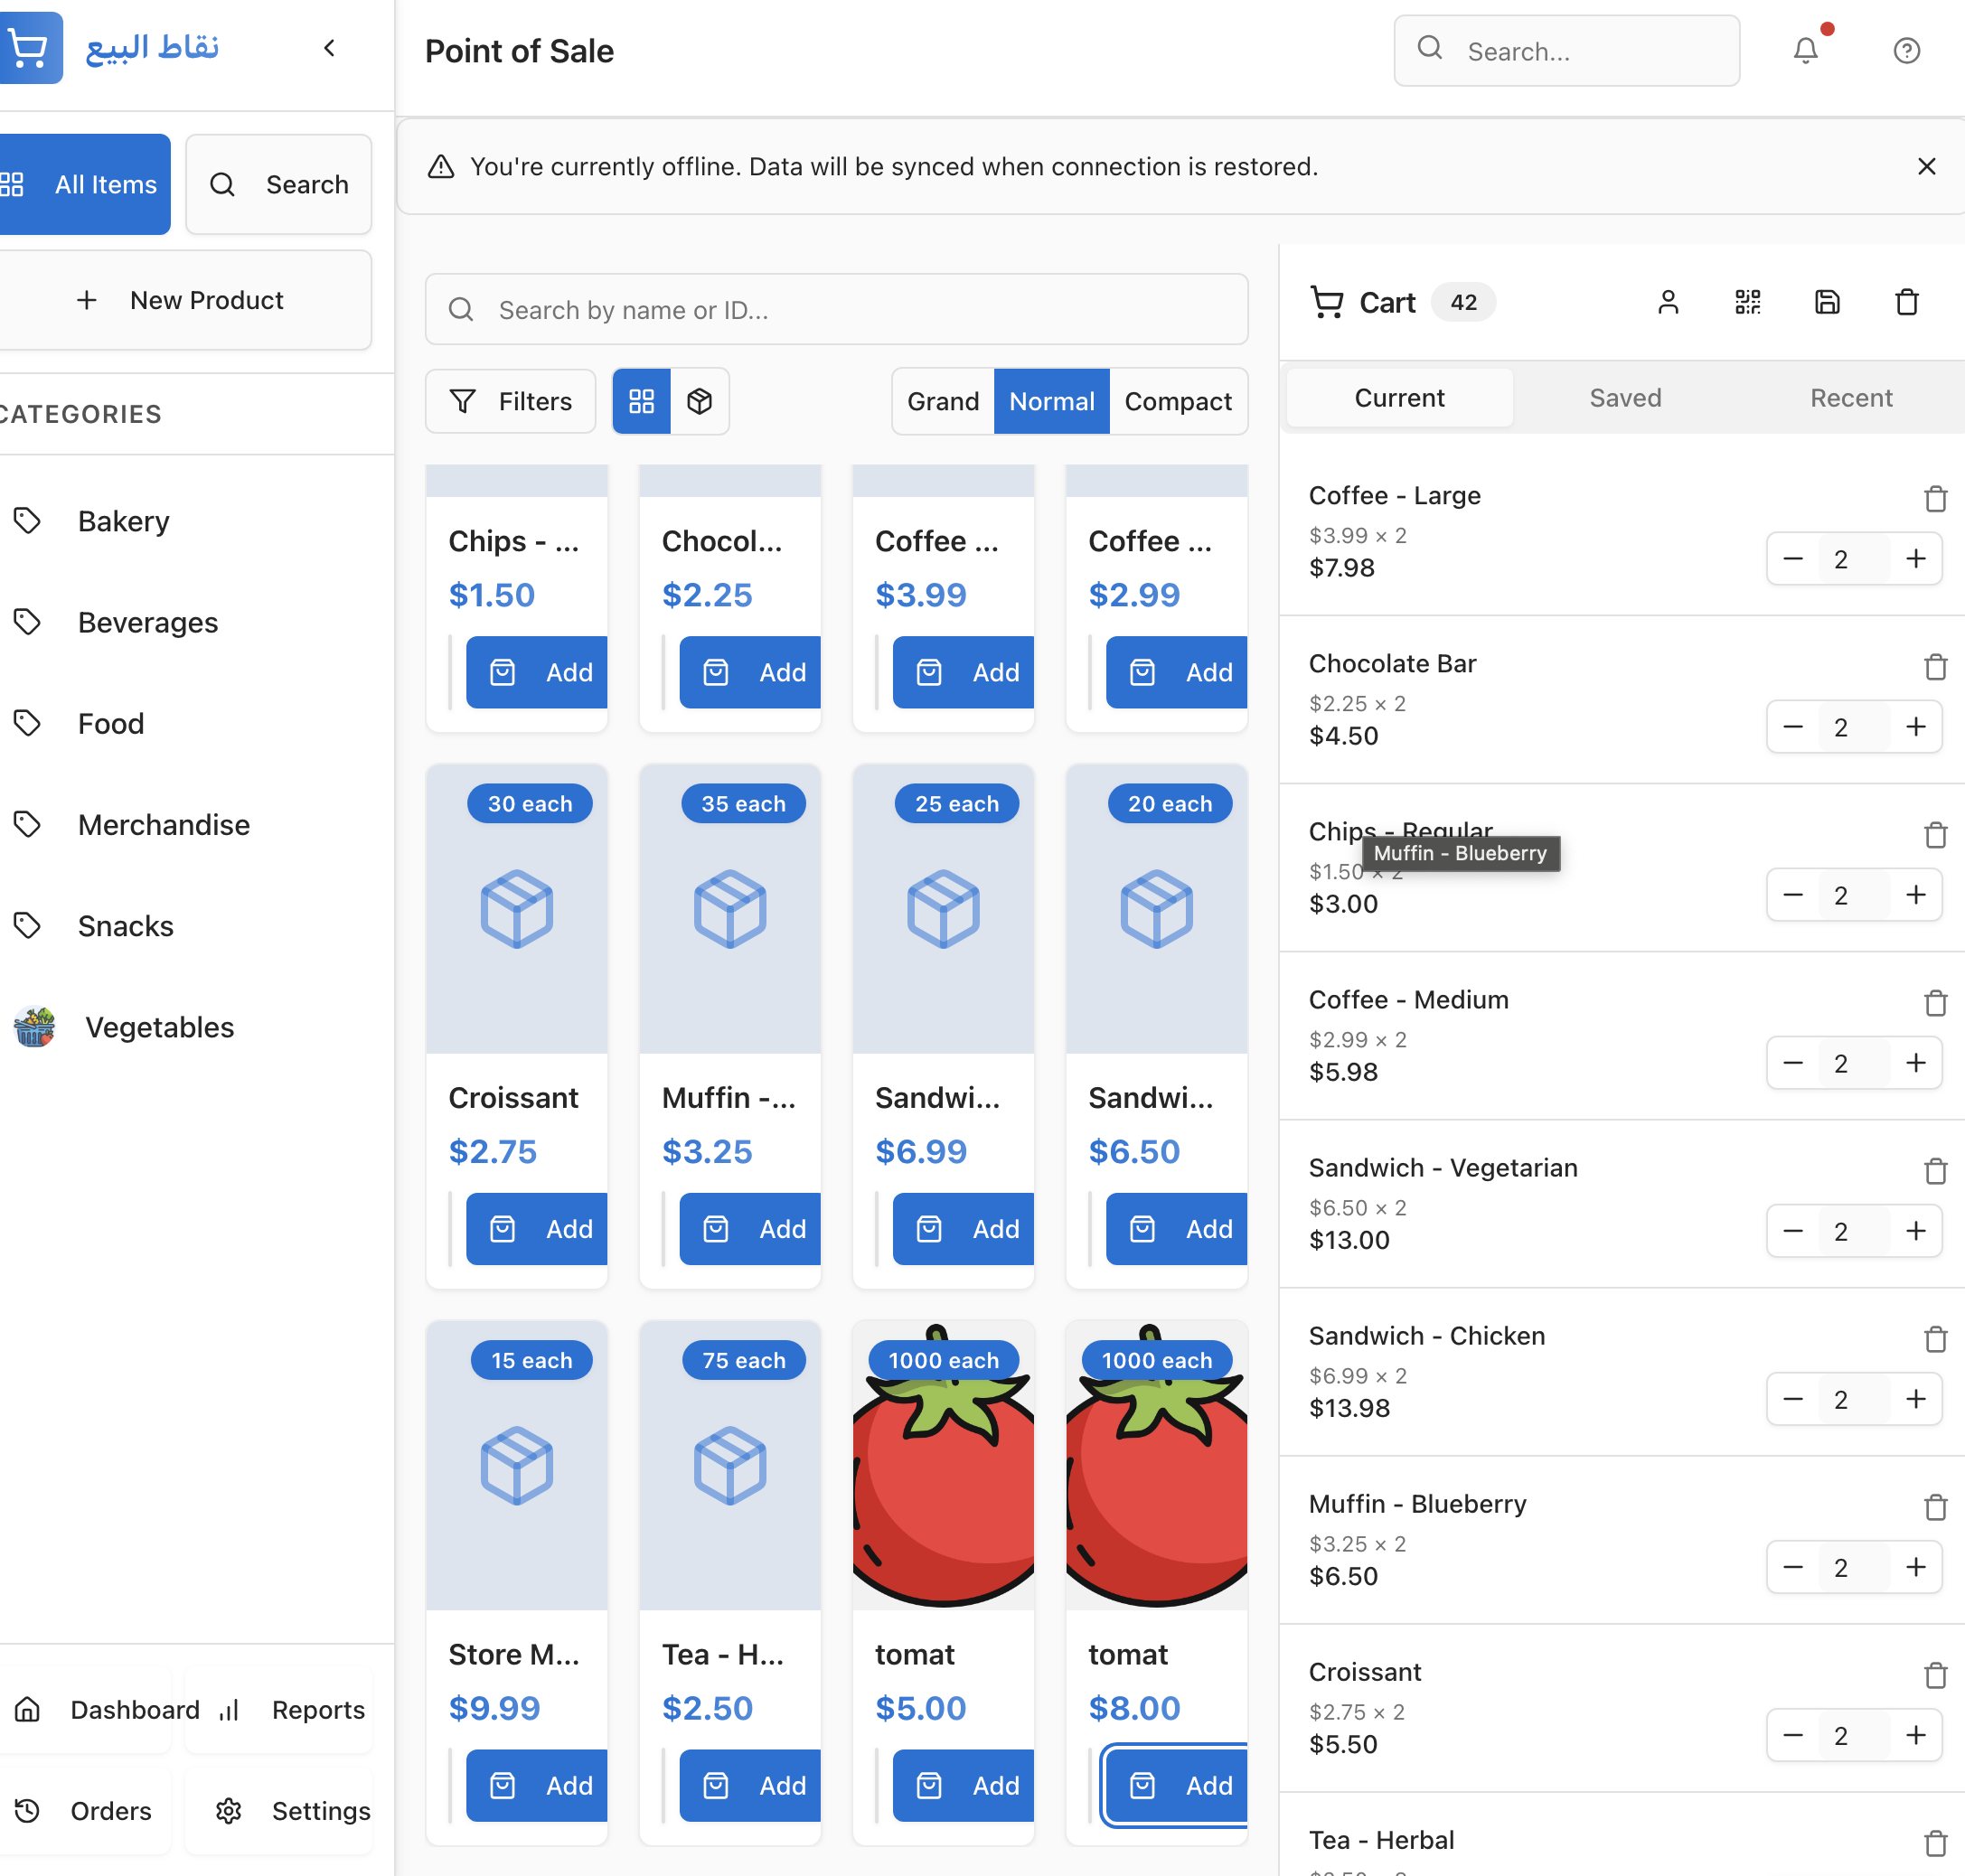 نقاط البيع
Point of Sale
Search...
All Items
Search
New Product
CATEGORIES
Bakery
Beverages
Food
Merchandise
Snacks
Vegetables
Dashboard
Reports
Orders
Settings
You're currently offline. Data will be synced when connection is restored.
Search by name or ID...
Filters
Grand
Normal
Compact
Chips - ...
$1.50
Add
Chocol...
$2.25
Add
Coffee ...
$3.99
Add
Coffee ...
$2.99
Add
30 each
Croissant
$2.75
Add
35 each
Muffin -...
$3.25
Add
25 each
Sandwi...
$6.99
Add
20 each
Sandwi...
$6.50
Add
15 each
Store M...
$9.99
Add
75 each
Tea - H...
$2.50
Add
1000 each
tomat
$5.00
Add
1000 each
tomat
$8.00
Add
Cart 42
Current
Saved
Recent
Coffee - Large
$3.99 × 2
$7.98
2
Chocolate Bar
$2.25 × 2
$4.50
2
Chips - Regular
Muffin - Blueberry
$1.50 × 2
$3.00
2
Coffee - Medium
$2.99 × 2
$5.98
2
Sandwich - Vegetarian
$6.50 × 2
$13.00
2
Sandwich - Chicken
$6.99 × 2
$13.98
2
Muffin - Blueberry
$3.25 × 2
$6.50
2
Croissant
$2.75 × 2
$5.50
2
Tea - Herbal